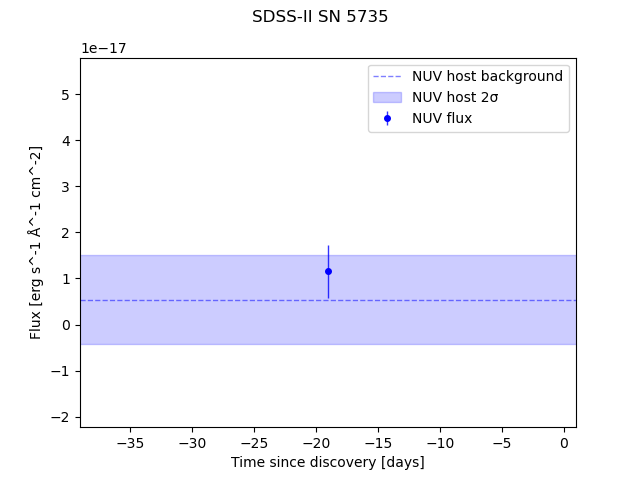 SDSS-II SN 5735
1e−17
NUV host background
NUV host 2σ
NUV flux
5
4
3
2
1
0
−1
−2
Flux [erg s^-1 Å^-1 cm^-2]
−35 −30 −25 −20 −15 −10 −5 0
Time since discovery [days]